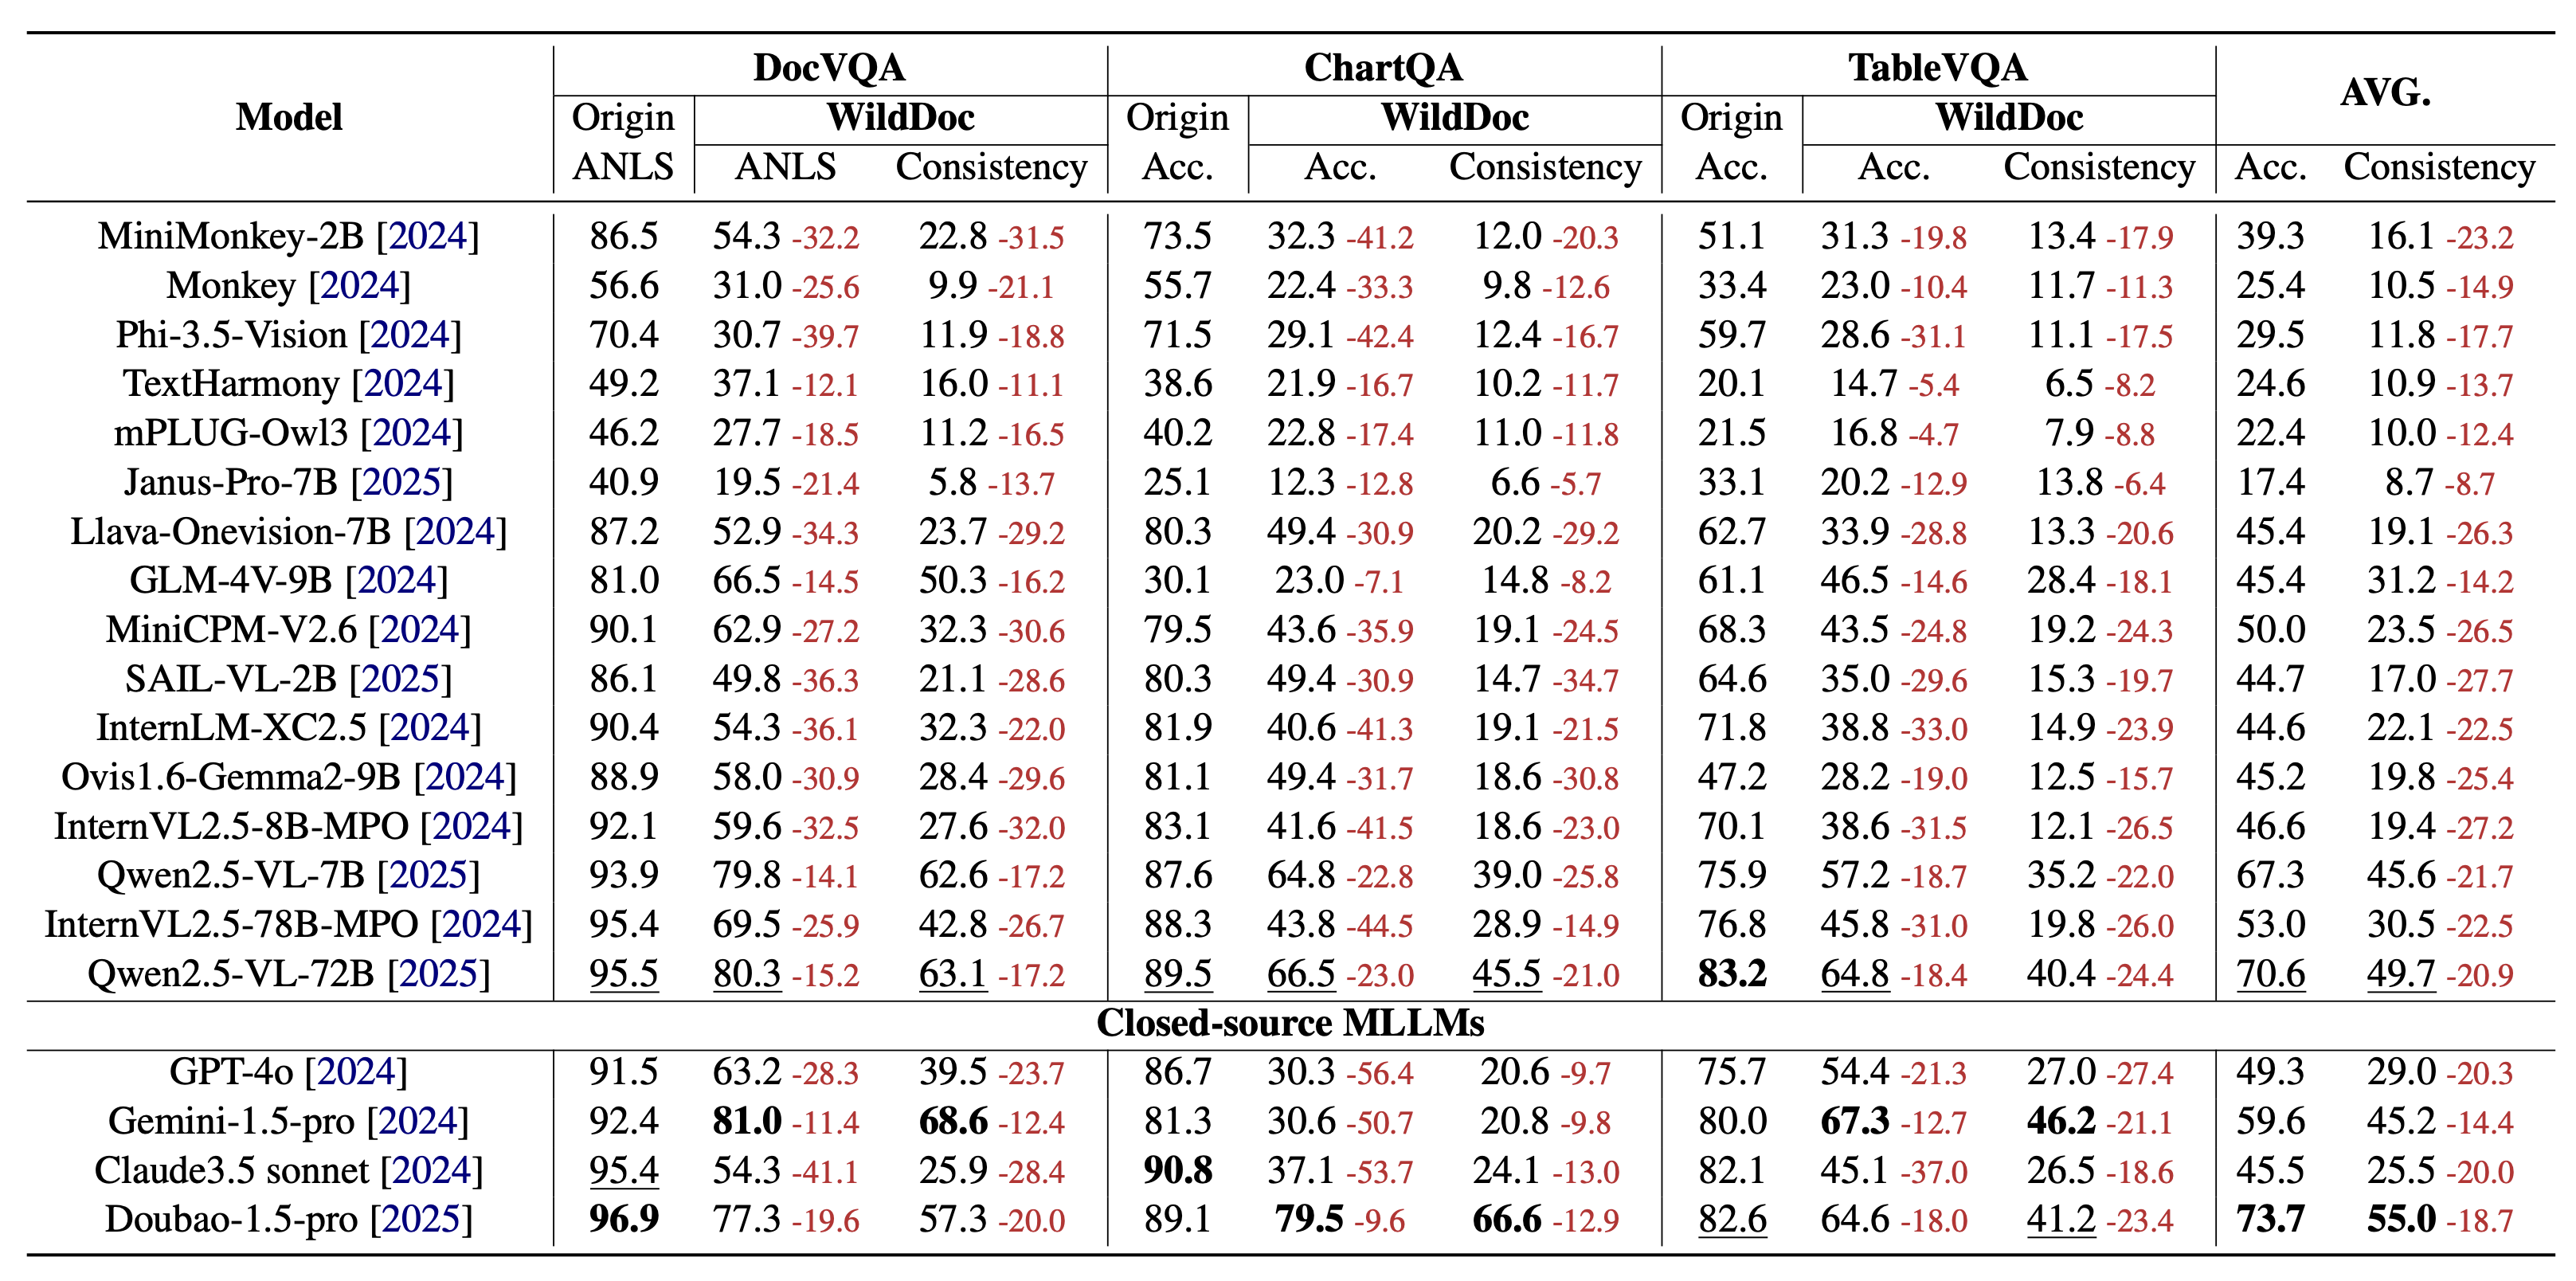 DocVQA ChartQA TableVQA
AVG.
Model Origin WildDoc Origin WildDoc Origin WildDoc
ANLS ANLS Consistency Acc. Acc. Consistency Acc. Acc. Consistency Acc. Consistency
MiniMonkey-2B [2024] 86.5 54.3 -32.2 22.8 -31.5 73.5 32.3 -41.2 12.0 -20.3 51.1 31.3 -19.8 13.4 -17.9 39.3 16.1 -23.2
Monkey [2024] 56.6 31.0 -25.6 9.9 -21.1 55.7 22.4 -33.3 9.8 -12.6 33.4 23.0 -10.4 11.7 -11.3 25.4 10.5 -14.9
Phi-3.5-Vision [2024] 70.4 30.7 -39.7 11.9 -18.8 71.5 29.1 -42.4 12.4 -16.7 59.7 28.6 -31.1 11.1 -17.5 29.5 11.8 -17.7
TextHarmony [2024] 49.2 37.1 -12.1 16.0 -11.1 38.6 21.9 -16.7 10.2 -11.7 20.1 14.7 -5.4 6.5 -8.2 24.6 10.9 -13.7
mPLUG-Owl3 [2024] 46.2 27.7 -18.5 11.2 -16.5 40.2 22.8 -17.4 11.0 -11.8 21.5 16.8 -4.7 7.9 -8.8 22.4 10.0 -12.4
Janus-Pro-7B [2025] 40.9 19.5 -21.4 5.8 -13.7 25.1 12.3 -12.8 6.6 -5.7 33.1 20.2 -12.9 13.8 -6.4 17.4 8.7 -8.7
Llava-Onevision-7B [2024] 87.2 52.9 -34.3 23.7 -29.2 80.3 49.4 -30.9 20.2 -29.2 62.7 33.9 -28.8 13.3 -20.6 45.4 19.1 -26.3
GLM-4V-9B [2024] 81.0 66.5 -14.5 50.3 -16.2 30.1 23.0 -7.1 14.8 -8.2 61.1 46.5 -14.6 28.4 -18.1 45.4 31.2 -14.2
MiniCPM-V2.6 [2024] 90.1 62.9 -27.2 32.3 -30.6 79.5 43.6 -35.9 19.1 -24.5 68.3 43.5 -24.8 19.2 -24.3 50.0 23.5 -26.5
SAIL-VL-2B [2025] 86.1 49.8 -36.3 21.1 -28.6 80.3 49.4 -30.9 14.7 -34.7 64.6 35.0 -29.6 15.3 -19.7 44.7 17.0 -27.7
InternLM-XC2.5 [2024] 90.4 54.3 -36.1 32.3 -22.0 81.9 40.6 -41.3 19.1 -21.5 71.8 38.8 -33.0 14.9 -23.9 44.6 22.1 -22.5
Ovis1.6-Gemma2-9B [2024] 88.9 58.0 -30.9 28.4 -29.6 81.1 49.4 -31.7 18.6 -30.8 47.2 28.2 -19.0 12.5 -15.7 45.2 19.8 -25.4
InternVL2.5-8B-MPO [2024] 92.1 59.6 -32.5 27.6 -32.0 83.1 41.6 -41.5 18.6 -23.0 70.1 38.6 -31.5 12.1 -26.5 46.6 19.4 -27.2
Qwen2.5-VL-7B [2025] 93.9 79.8 -14.1 62.6 -17.2 87.6 64.8 -22.8 39.0 -25.8 75.9 57.2 -18.7 35.2 -22.0 67.3 45.6 -21.7
InternVL2.5-78B-MPO [2024] 95.4 69.5 -25.9 42.8 -26.7 88.3 43.8 -44.5 28.9 -14.9 76.8 45.8 -31.0 19.8 -26.0 53.0 30.5 -22.5
Qwen2.5-VL-72B [2025] 95.5 80.3 -15.2 63.1 -17.2 89.5 66.5 -23.0 45.5 -21.0 83.2 64.8 -18.4 40.4 -24.4 70.6 49.7 -20.9
Closed-source MLLMs
GPT-4o [2024] 91.5 63.2 -28.3 39.5 -23.7 86.7 30.3 -56.4 20.6 -9.7 75.7 54.4 -21.3 27.0 -27.4 49.3 29.0 -20.3
Gemini-1.5-pro [2024] 92.4 81.0 -11.4 68.6 -12.4 81.3 30.6 -50.7 20.8 -9.8 80.0 67.3 -12.7 46.2 -21.1 59.6 45.2 -14.4
Claude3.5 sonnet [2024] 95.4 54.3 -41.1 25.9 -28.4 90.8 37.1 -53.7 24.1 -13.0 82.1 45.1 -37.0 26.5 -18.6 45.5 25.5 -20.0
Doubao-1.5-pro [2025] 96.9 77.3 -19.6 57.3 -20.0 89.1 79.5 -9.6 66.6 -12.9 82.6 64.6 -18.0 41.2 -23.4 73.7 55.0 -18.7